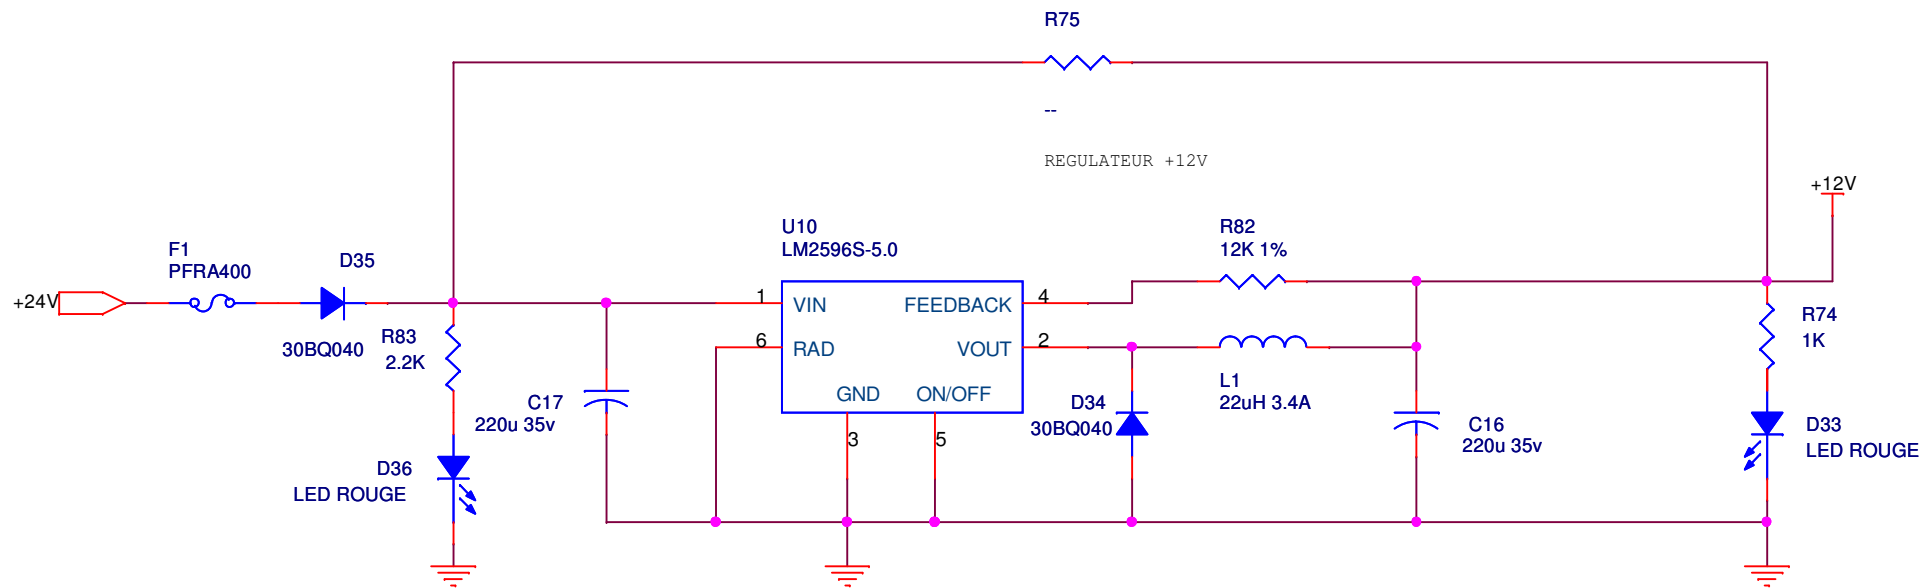 R75
--
REGULATEUR +12V
+12V
U10
LM2596S-5.0
R82
12K 1%
F1
PFRA400
D35
+24V
1
VIN
FEEDBACK
4
R83
2.2K
30BQ040
6
RAD
VOUT
2
R74
1K
GND
ON/OFF
L1
22uH 3.4A
C17
220u 35v
D34
30BQ040
3
5
C16
220u 35v
D33
LED ROUGE
D36
LED ROUGE